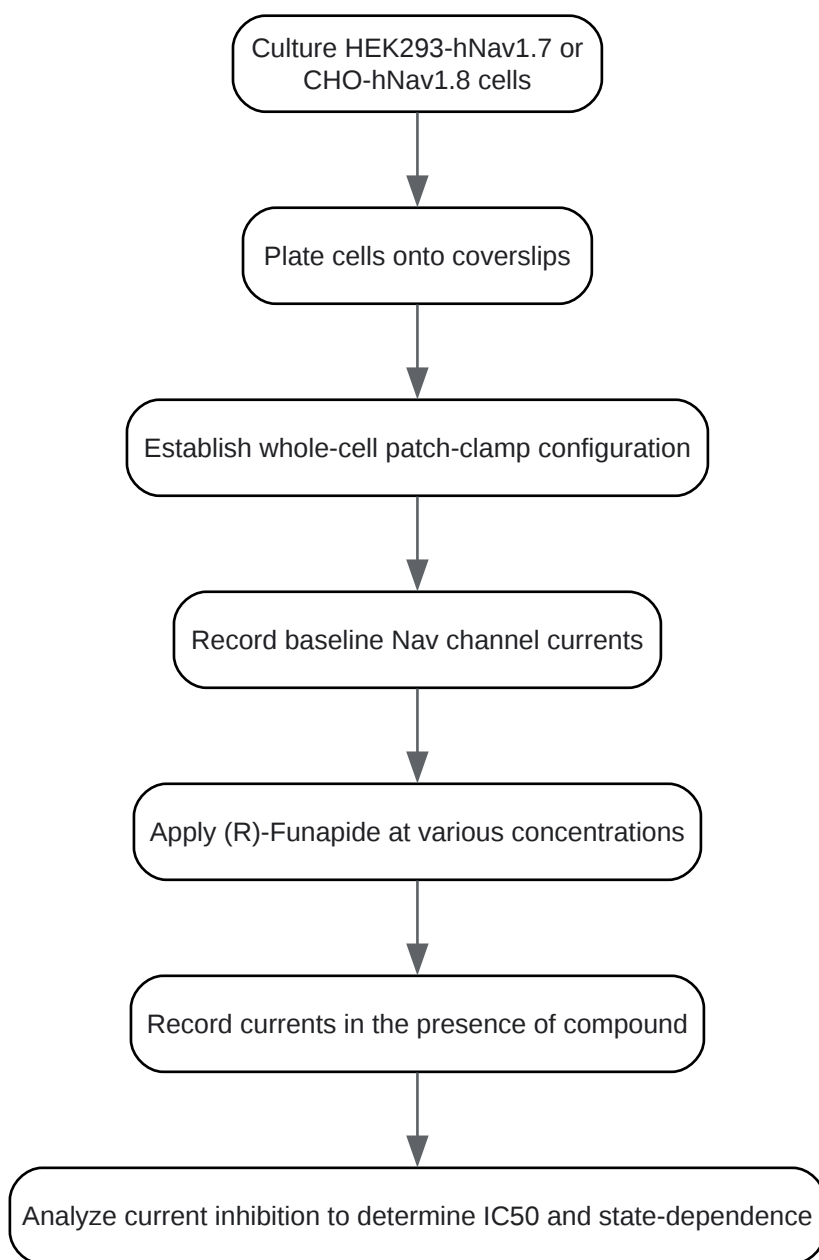 Culture HEK293-hNav1.7 or
CHO-hNav1.8 cells
Plate cells onto coverslips
Establish whole-cell patch-clamp configuration
Record baseline Nav channel currents
Apply (R)-Funapide at various concentrations
Record currents in the presence of compound
Analyze current inhibition to determine IC50 and state-dependence